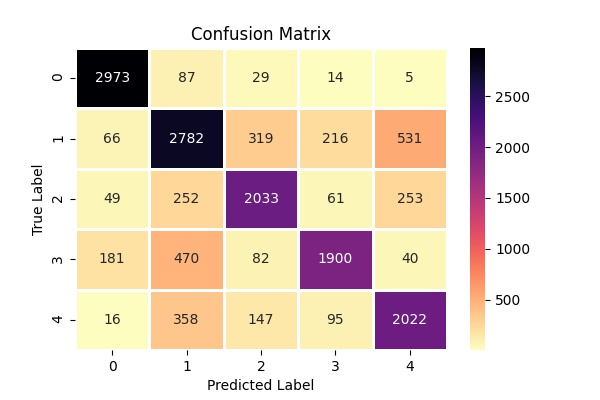 Confusion Matrix
0 2973 87 29 14 5
1 66 2782 319 216 531
2 49 252 2033 61 253
3 181 470 82 1900 40
4 16 358 147 95 2022
0 1 2 3 4
Predicted Label
True Label
2500
2000
1500
1000
500